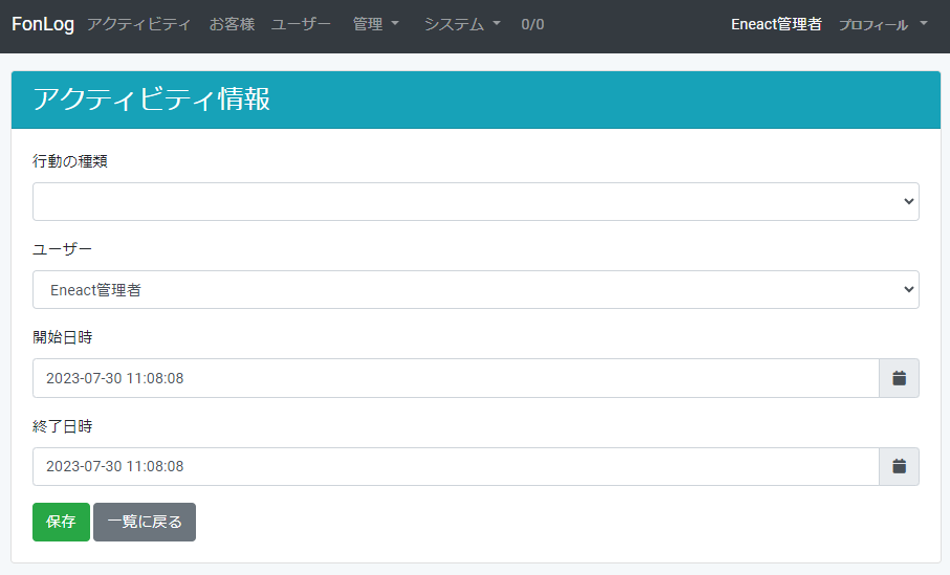 FonLog アクティビティ お客様 ユーザー 管理 システム 0/0 Eneact管理者 プロフィール
アクティビティ情報
行動の種類
ユーザー
Eneact管理者
開始日時
2023-07-30 11:08:08
終了日時
2023-07-30 11:08:08
保存 一覧に戻る